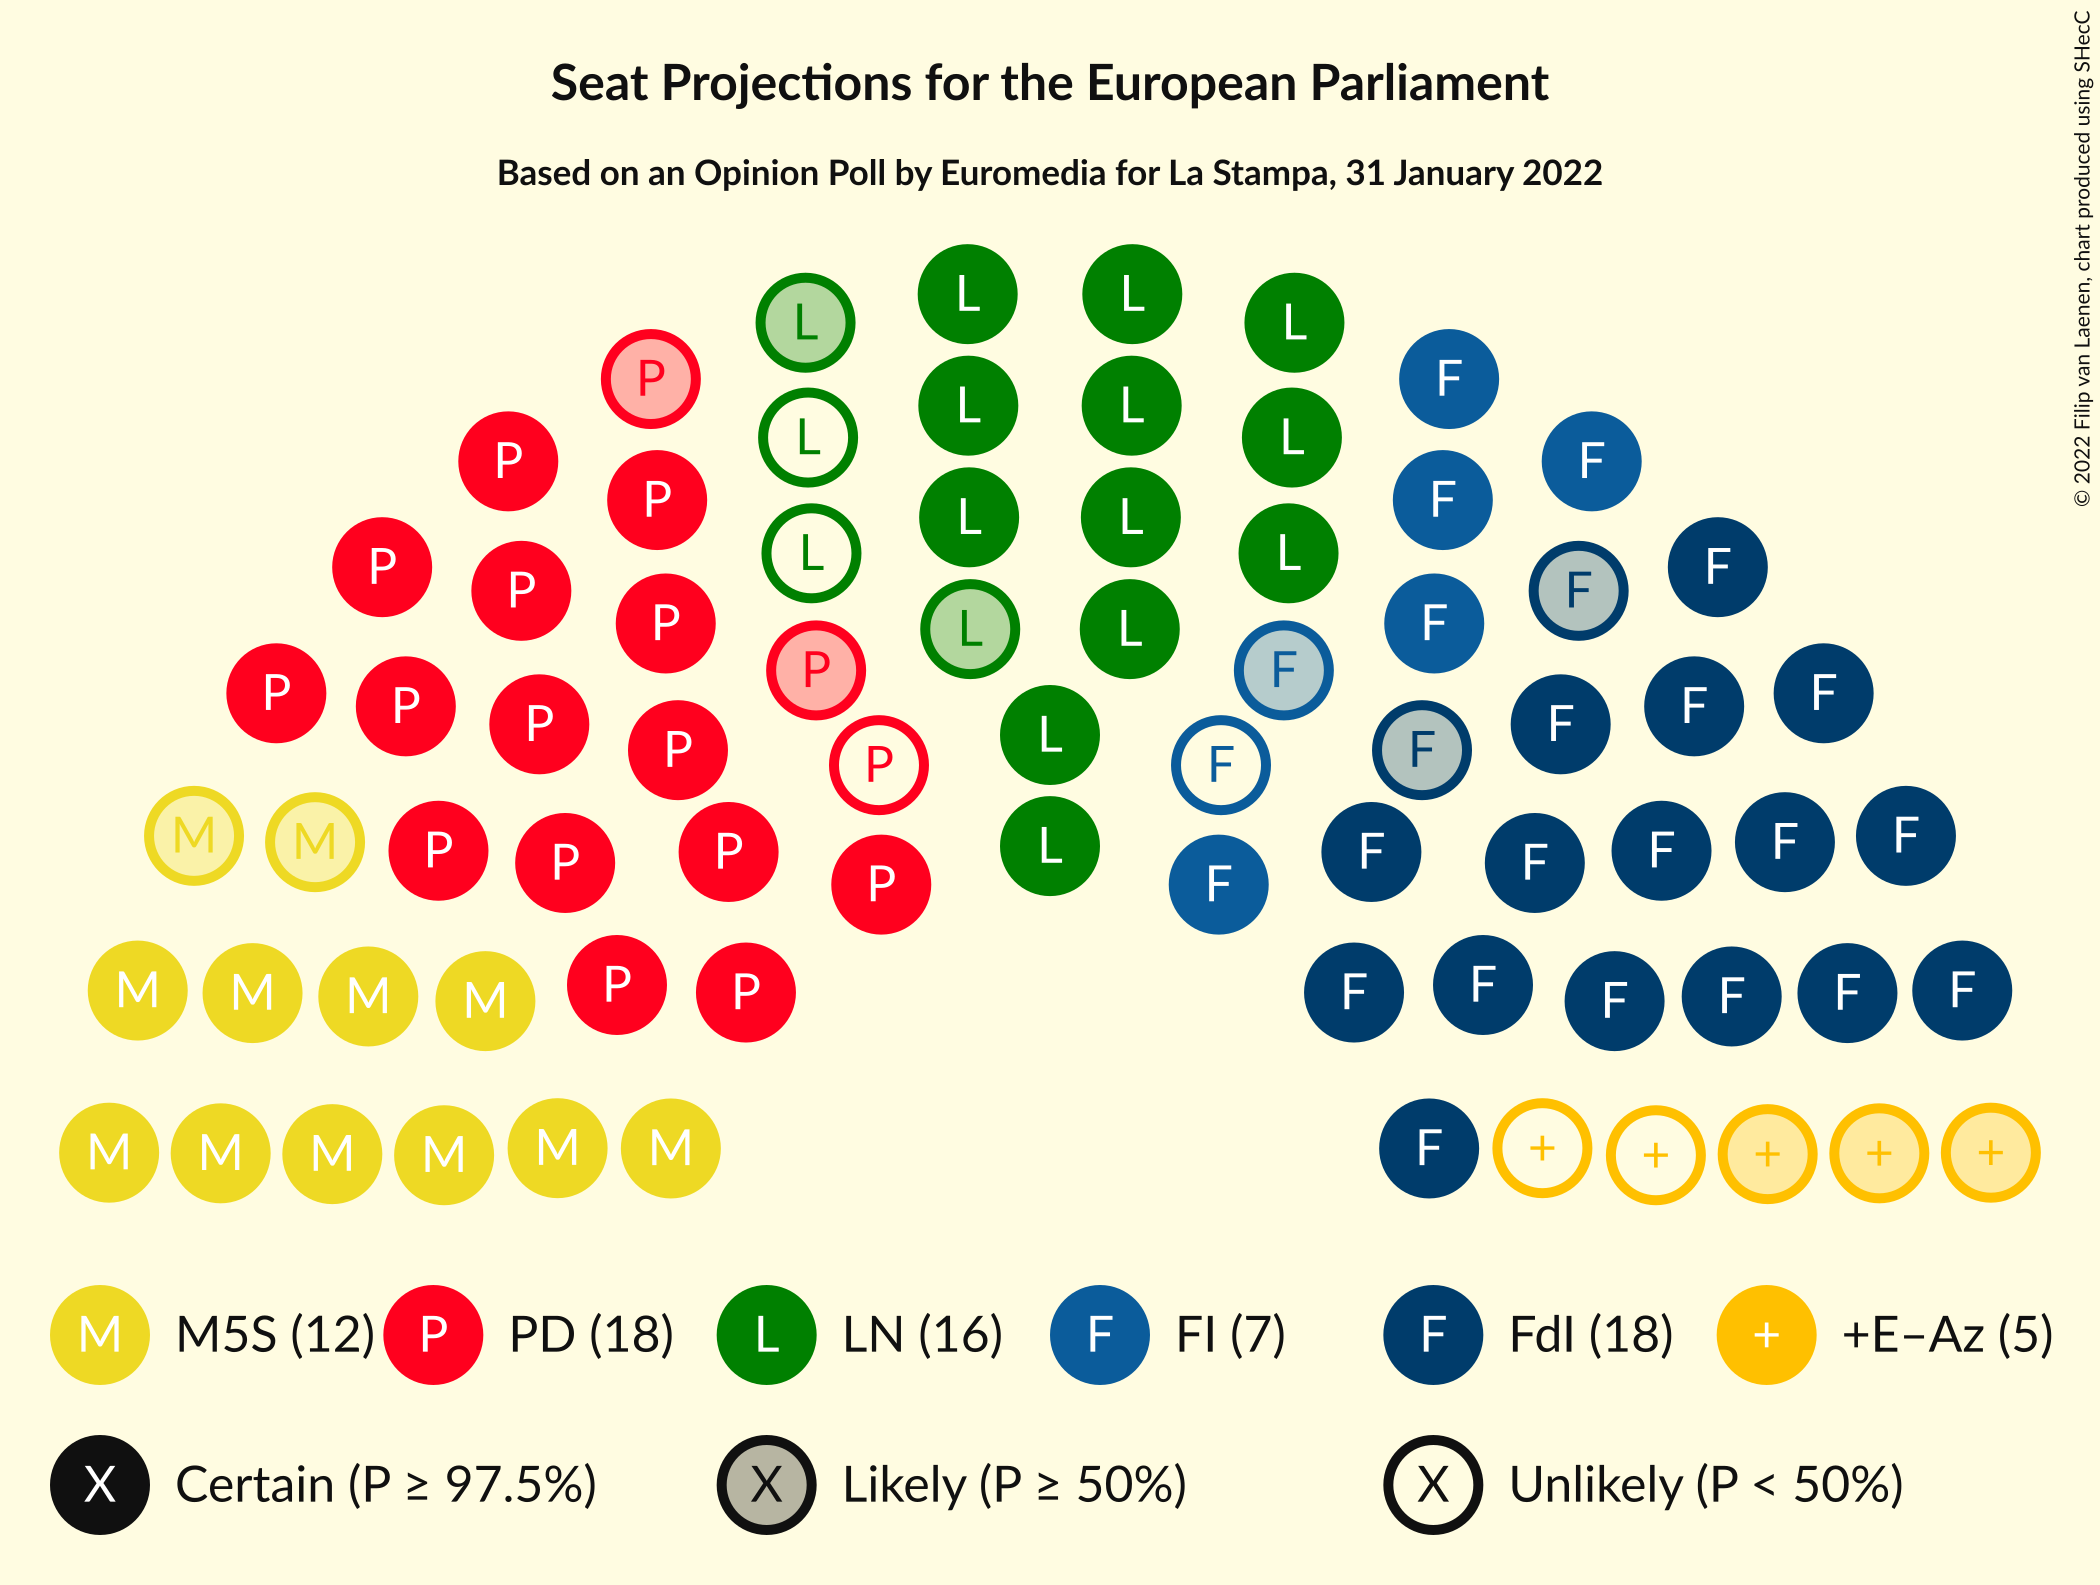 Seat Projections for the European Parliament
Based on an Opinion Poll by Euromedia for La Stampa, 31 January 2022
© 2022 Filip van Laenen, chart produced using SHecC
L L
L L
P F
L L
L L
P F
P F
L L
P F
L L
P F
P F
L L
P F
L L
P F
P F
P F
P F
P F
L
P F
P F
M F
M F
L
P F
P F
P F
P F
M F
M F
M F
M F
P F
P F
M M M M M M F + + + + +
M M5S (12) P PD (18) L LN (16) F FI (7) F FdI (18) + +E–Az (5)
X Certain (P ≥ 97.5%) X Likely (P ≥ 50%) X Unlikely (P < 50%)